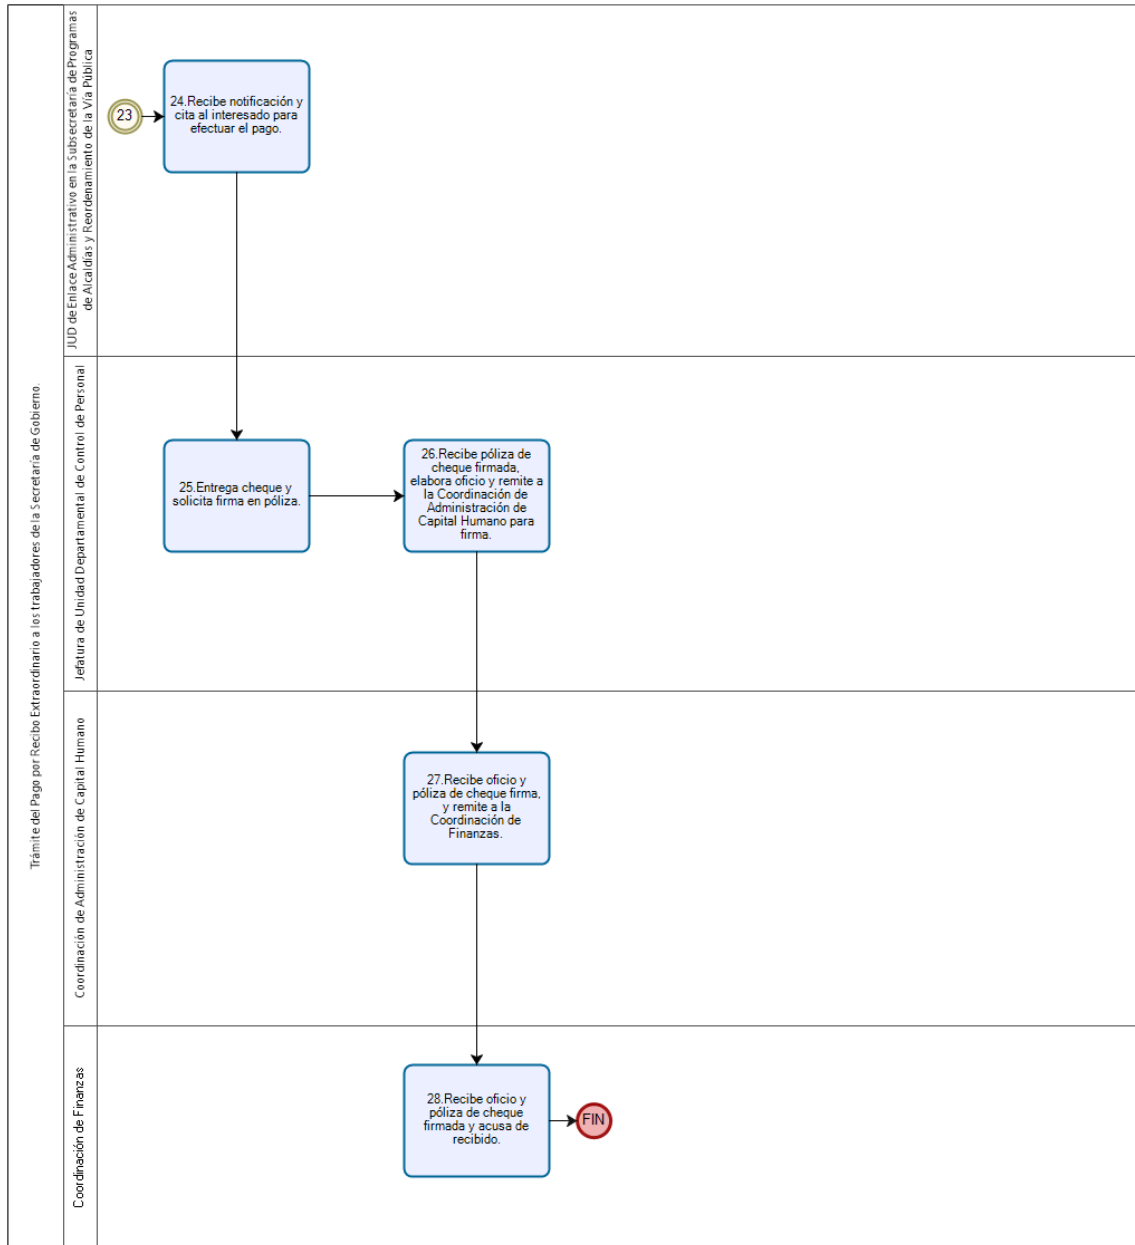 Trámite del Pago por Recibo Extraordinario a los trabajadores de la Secretaría de Gobierno.
JUD de Enlace Administrativo en la Subsecretaría de Programas
de Alcaldías y Reordenamiento de la Vía Pública
23
24.Recibe notificación y
cita al interesado para
efectuar el pago.
Jefatura de Unidad Departamental de Control de Personal
25.Entrega cheque y
solicita firma en póliza.
26.Recibe póliza de
cheque firmada,
elabora oficio y remite a
la Coordinación de
Administración de
Capital Humano para
firma.
Coordinación de Administración de Capital Humano
27.Recibe oficio y
póliza de cheque firma,
y remite a la
Coordinación de
Finanzas.
Coordinación de Finanzas
28.Recibe oficio y
póliza de cheque
firmada y acusa de
recibido.
FIN